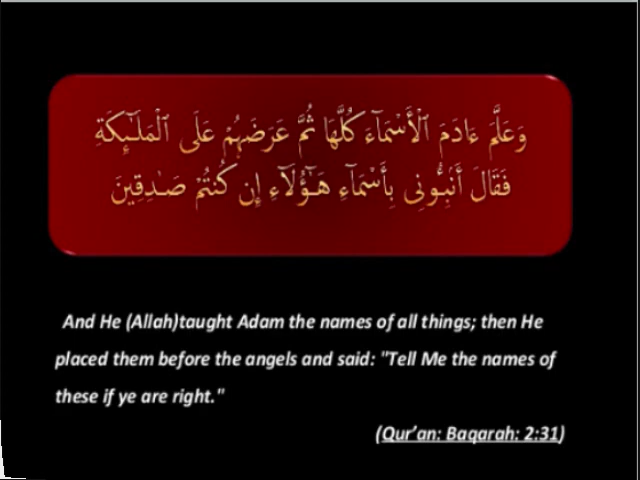 وَعَلَّمَ ءَادَمَ ٱلْأَسْمَآءَ كُلَّهَا ثُمَّ عَرَضَهُمْ عَلَى ٱلْمَلَـٰٓئِكَةِ
فَقَالَ أَنۢبِـُٔونِى بِأَسْمَآءِ هَـٰٓؤُلَآءِ إِن كُنتُمْ صَـٰدِقِينَ
And He (Allah)taught Adam the names of all things; then He
placed them before the angels and said: "Tell Me the names of
these if ye are right."
(Qur'an: Baqarah: 2:31)